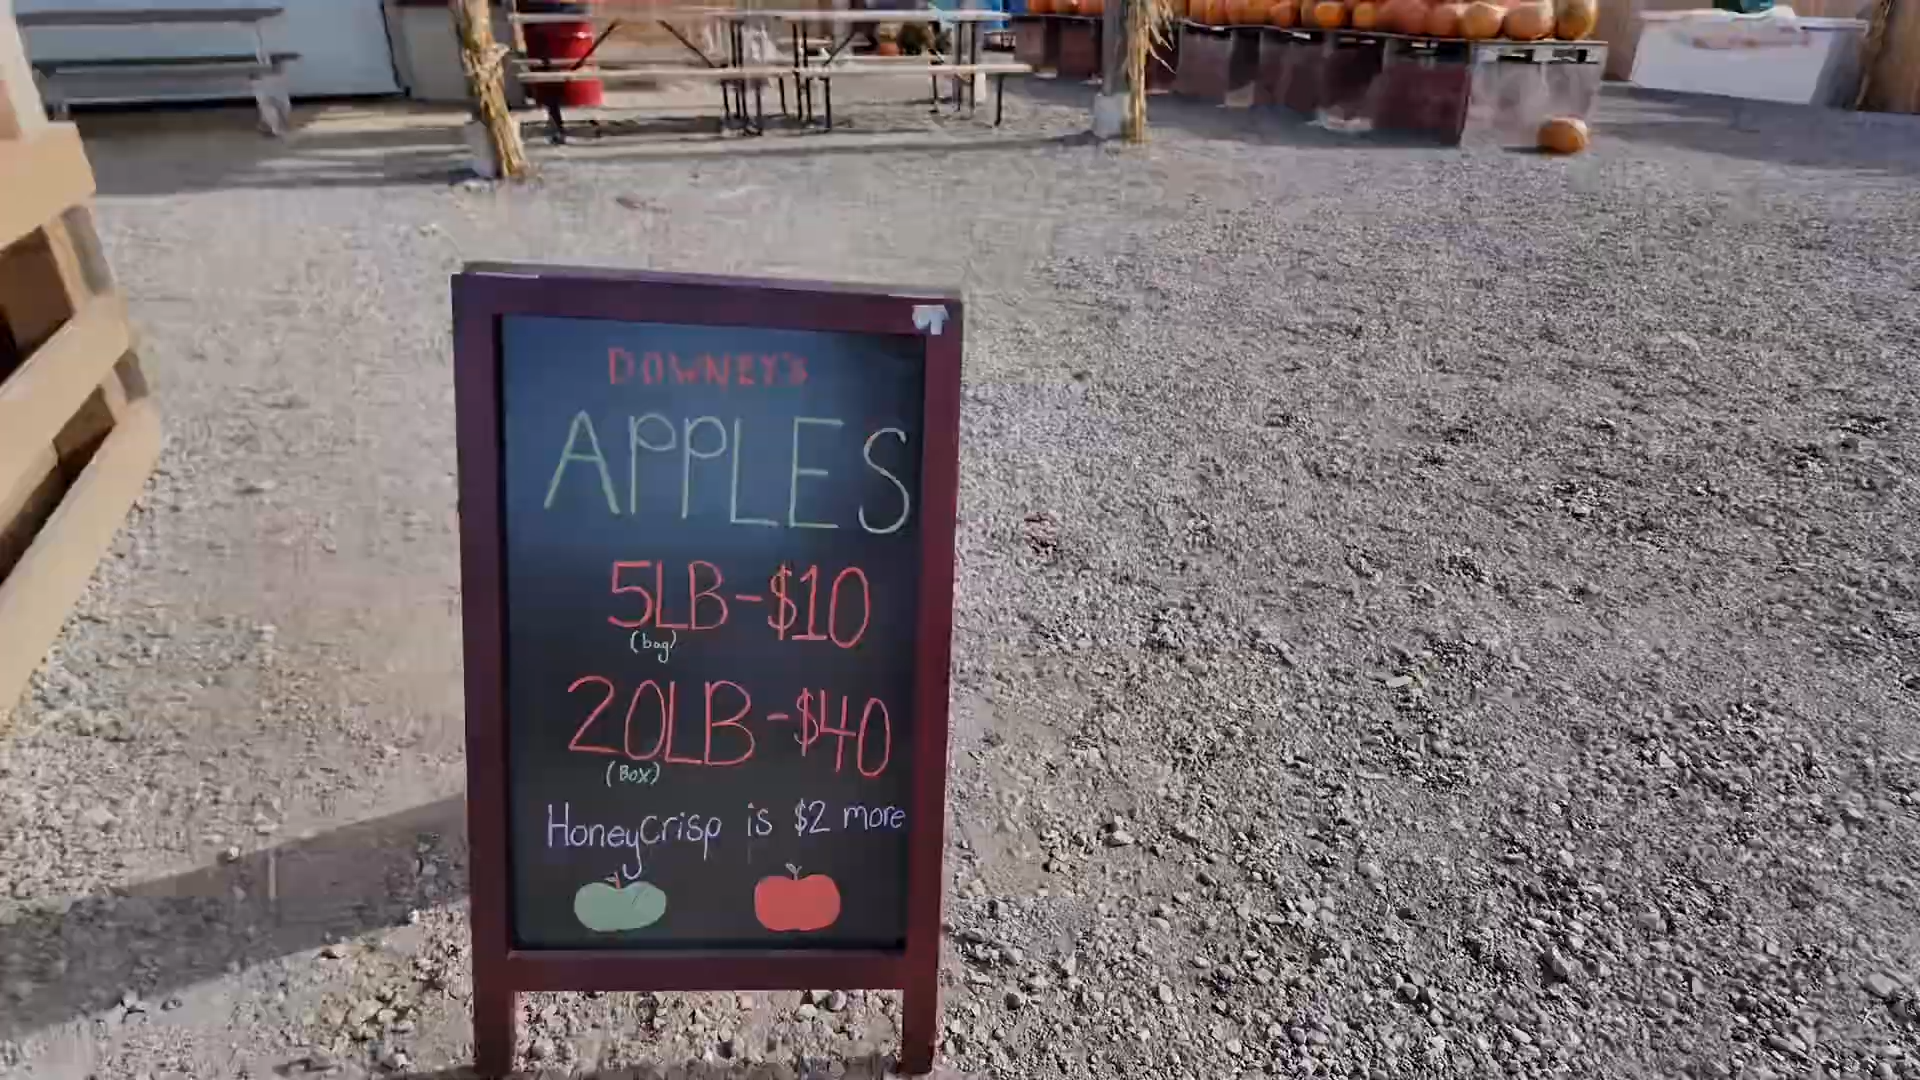 DOWNEY'S
APPLES
5LB-$10
(bag)
20LB-$40
(BOX)
HoneyCrisp is $2 more